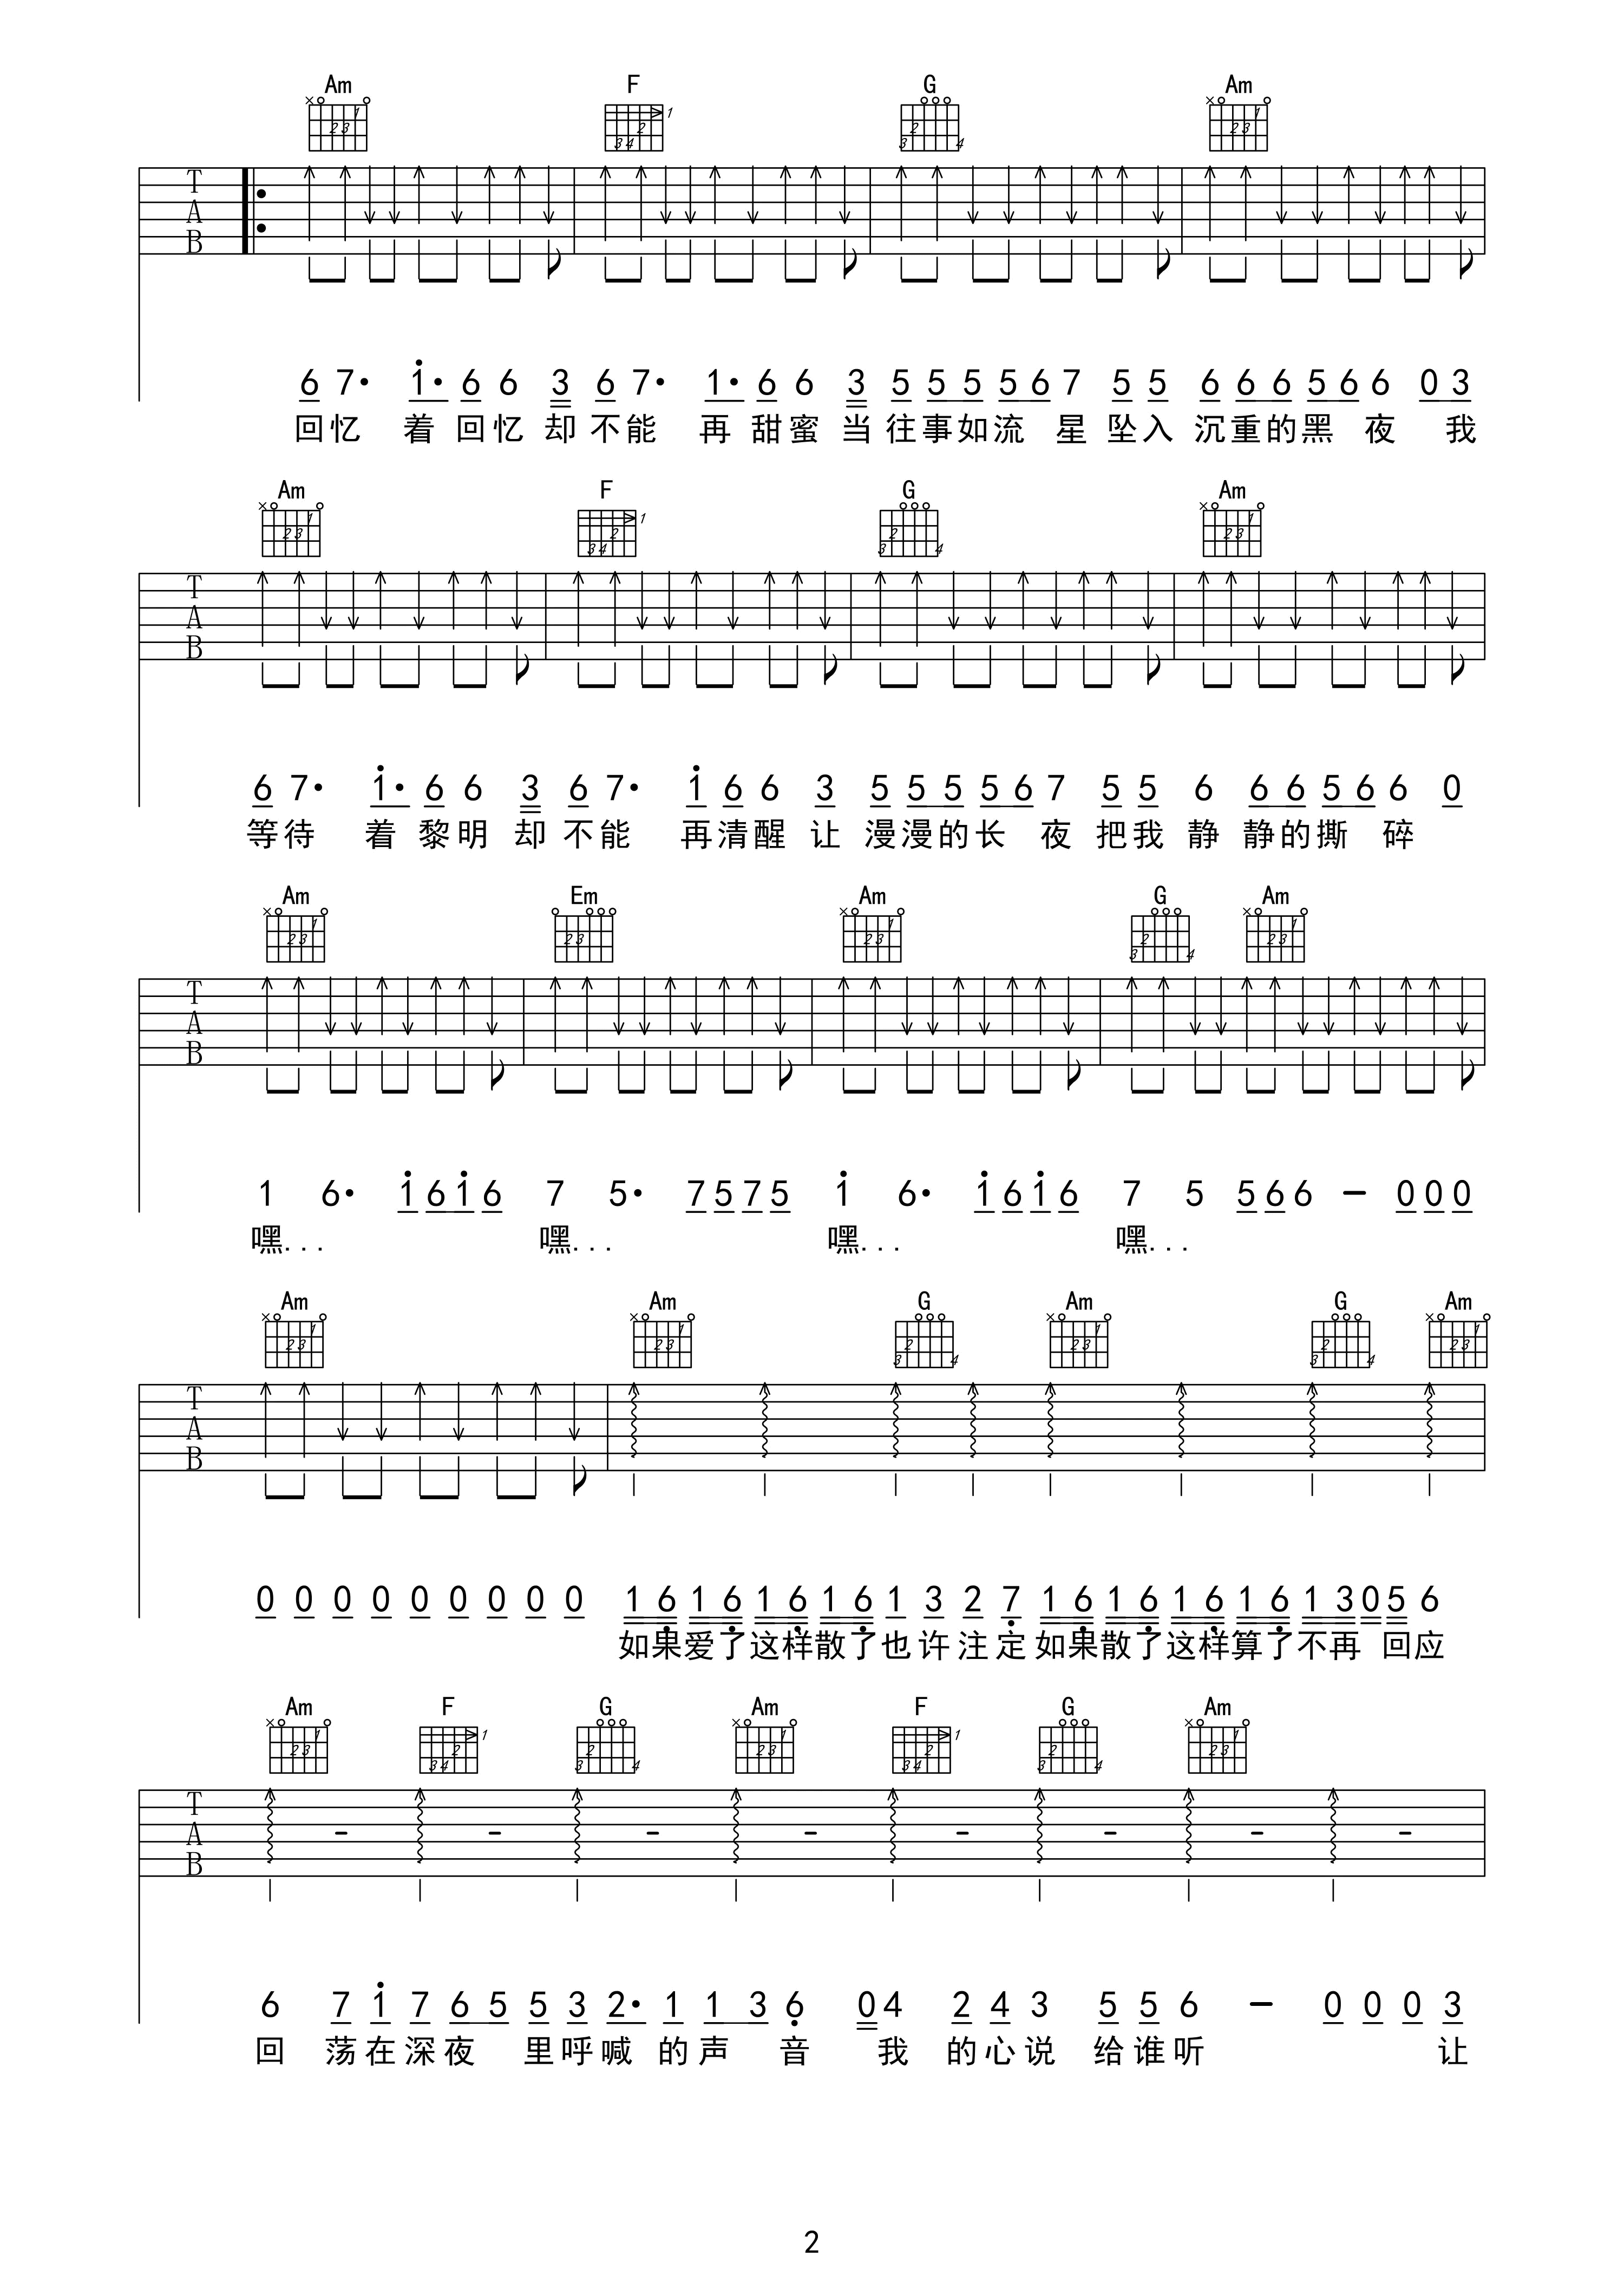 Am F G Am
T
A
B
6 7· 1· 6 6 3 6 7· 1· 6 6 3 5 5 5 5 6 7 5 5 6 6 6 5 6 6 0 3
回忆 着 回忆 却 不能 再 甜蜜 当 往事如流 星 坠入 沉重的黑 夜 我
Am F G Am
T
A
B
6 7· 1· 6 6 3 6 7· 1 6 6 3 5 5 5 5 6 7 5 5 6 6 6 5 6 6 0
等待 着 黎明 却 不能 再清醒 让 漫漫的长 夜 把我 静 静的撕 碎
Am Em Am G Am
T
A
B
1 6· 1 6 1 6 7 5· 7 5 7 5 1 6· 1 6 1 6 7 5 5 6 6 – 0 0 0
嘿... 嘿... 嘿... 嘿...
Am Am G Am G Am
T
A
B
0 0 0 0 0 0 0 0 0 1 6 1 6 1 6 1 6 1 3 2 7 1 6 1 6 1 6 1 6 1 3 0 5 6
如果爱了这样散了也许注定如果散了这样算了不再 回应
Am F G Am F G Am
T
A
B
6 7 1 7 6 5 5 3 2· 1 1 3 6 0 4 2 4 3 5 5 6 – 0 0 0 3
回 荡在深夜 里呼喊 的声 音 我 的心说 给谁听 让
2